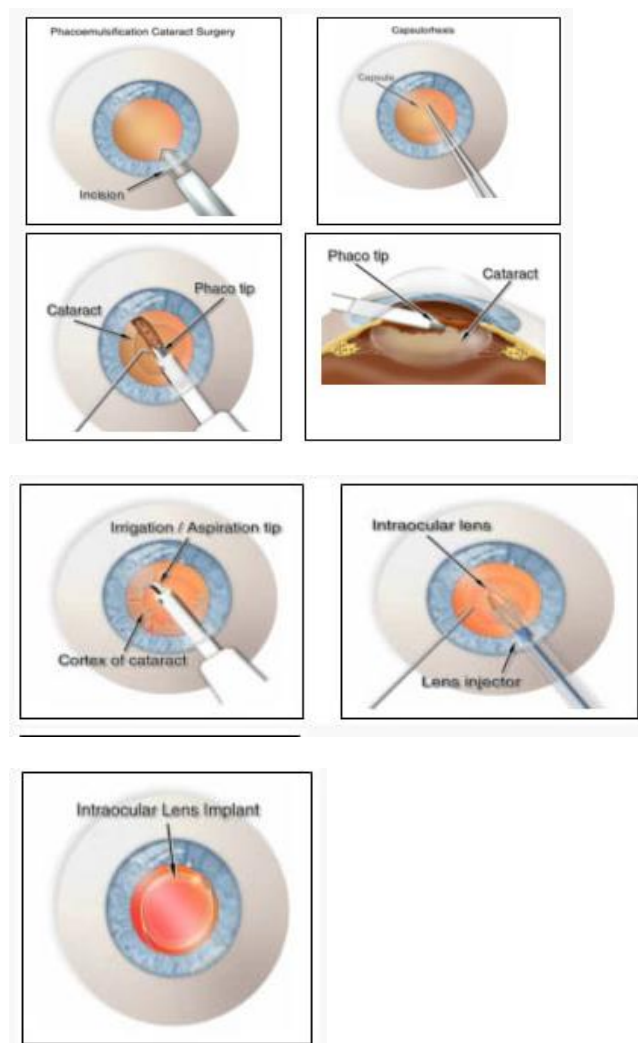 Phacoemulsification Cataract Surgery
Incision
Capsulorhexis
Capsule
Cataract
Phaco tip
Phaco tip
Cataract
Irrigation / Aspiration tip
Cortex of cataract
Intraocular lens
Lens injector
Intraocular Lens Implant